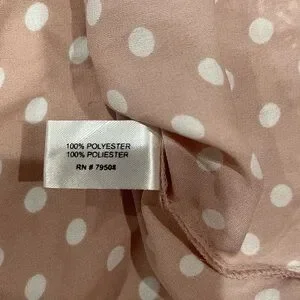 100% POLYESTER
100% POLIESTER
RN # 79508